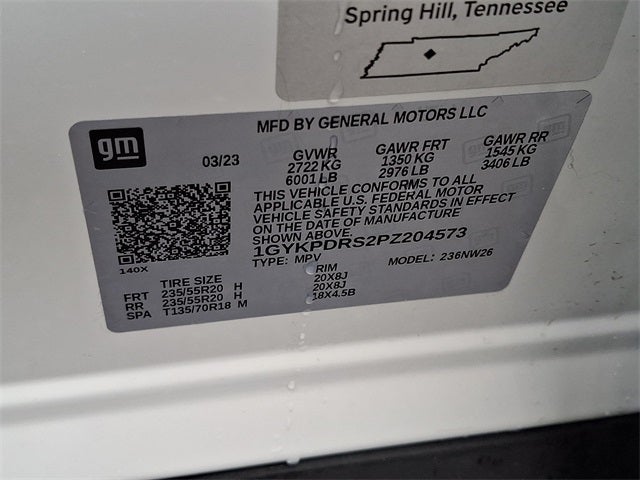 Spring Hill, Tennessee
gm
MFD BY GENERAL MOTORS LLC
03/23 GVWR GAWR FRT GAWR RR
2722 KG 1350 KG 1545 KG
6001 LB 2976 LB 3406 LB
THIS VEHICLE CONFORMS TO ALL
APPLICABLE U.S. FEDERAL MOTOR
VEHICLE SAFETY STANDARDS IN EFFECT
ON THE DATE OF MANUFACTURE
SHOWN ABOVE.
1GYKPDRS2PZ204573
TYPE: MPV MODEL: 236NW26
140X
TIRE SIZE RIM
FRT 235/55R20 H 20X8J
RR 235/55R20 H 20X8J
SPA T135/70R18 M 18X4.5B